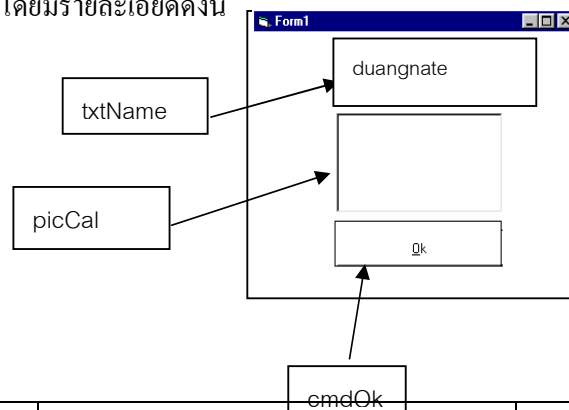 โดยมีรายละเอียดดังนี้
Form1
duangnate
txtName
picCal
Ok
cmdOk